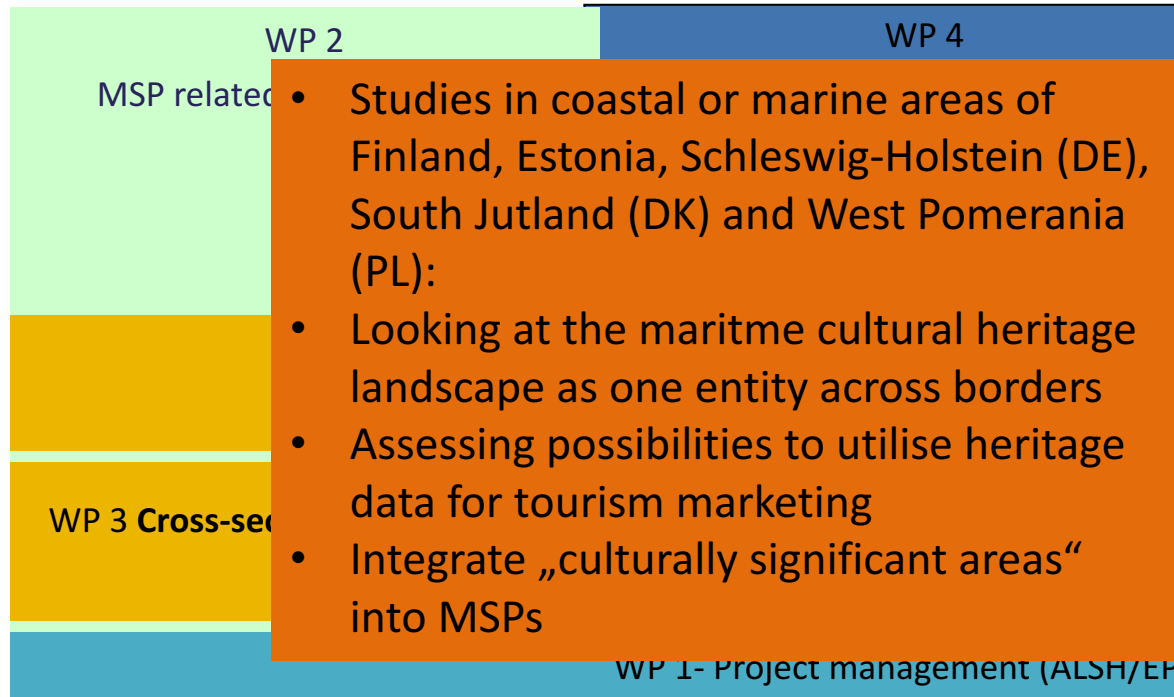 WP 2
WP 4
MSP related
• Studies in coastal or marine areas of
Finland, Estonia, Schleswig-Holstein (DE),
South Jutland (DK) and West Pomerania
(PL):
• Looking at the maritme cultural heritage
landscape as one entity across borders
• Assessing possibilities to utilise heritage
data for tourism marketing
• Integrate „culturally significant areas“
into MSPs
WP 3 Cross-sec
WP 1- Project management (ALSH/EP